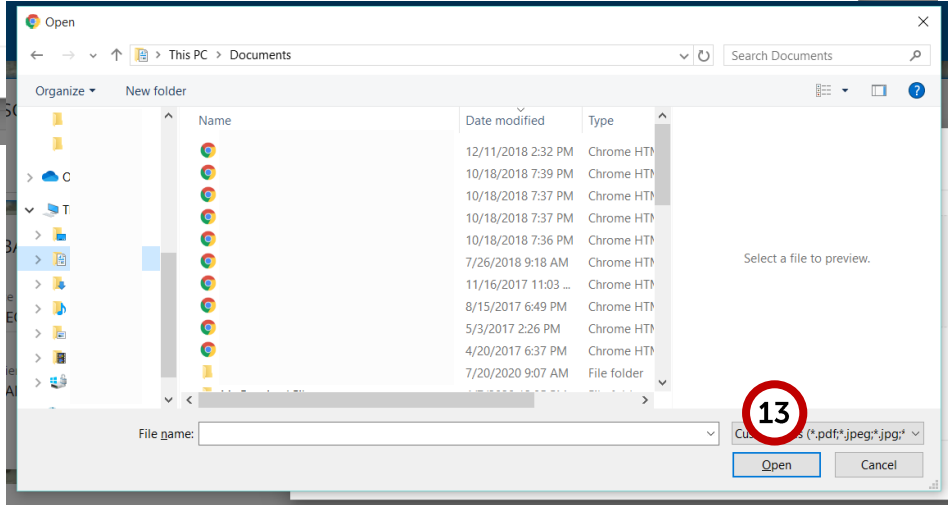 Open
This PC > Documents
Search Documents
Organize
New folder
Name Date modified Type
12/11/2018 2:32 PM Chrome HTM
10/18/2018 7:39 PM Chrome HTM
10/18/2018 7:37 PM Chrome HTM
10/18/2018 7:37 PM Chrome HTM
10/18/2018 7:36 PM Chrome HTM
7/26/2018 9:18 AM Chrome HTM
11/16/2017 11:03 ... Chrome HTM
8/15/2017 6:49 PM Chrome HTM
5/3/2017 2:26 PM Chrome HTM
4/20/2017 6:37 PM Chrome HTM
7/20/2020 9:07 AM File folder
Select a file to preview.
13
File name:
(*.pdf;*.jpeg;*.jpg;*
Open
Cancel